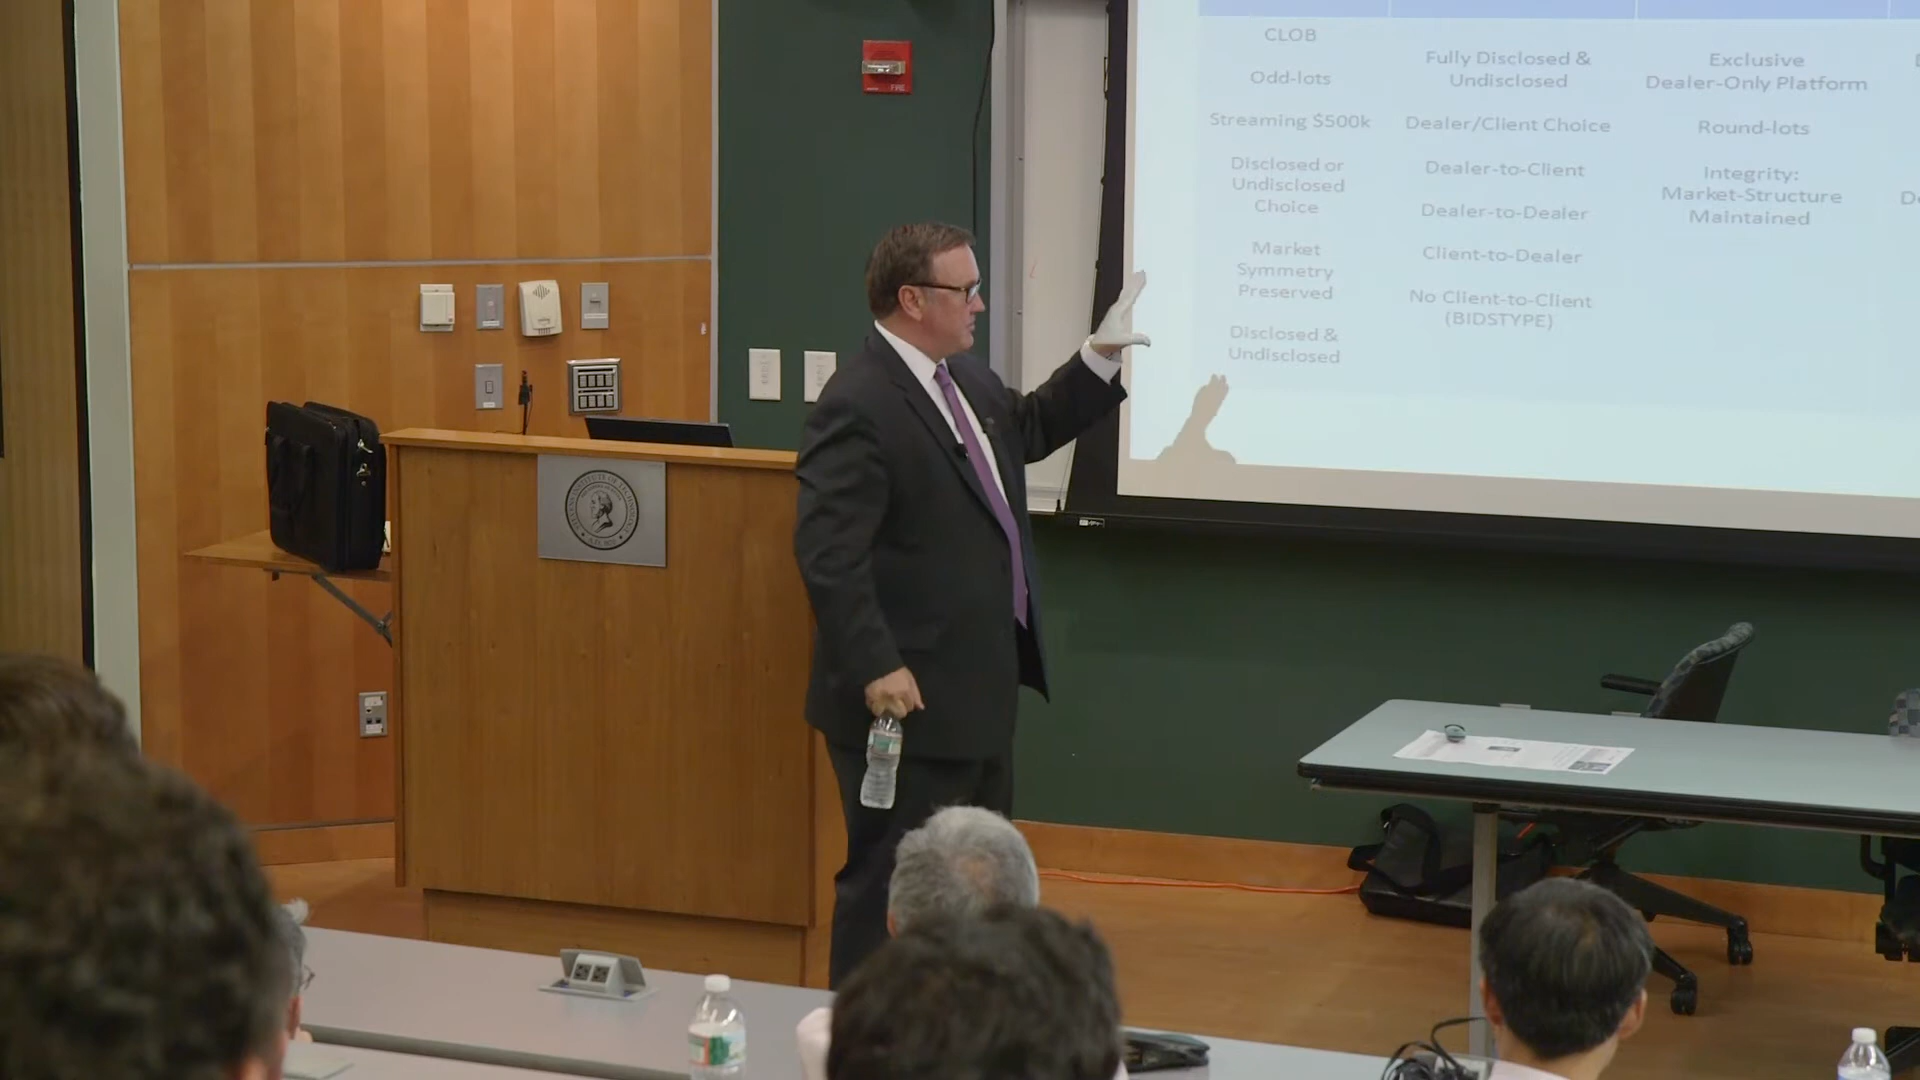 CLOB
Odd-lots
Streaming $500k
Disclosed or
Undisclosed
Choice
Market
Symmetry
Preserved
Disclosed &
Undisclosed
Fully Disclosed &
Undisclosed
Dealer/Client Choice
Dealer-to-Client
Dealer-to-Dealer
Client-to-Dealer
No Client-to-Client
(BIDSTYPE)
Exclusive
Dealer-Only Platform
Round-lots
Integrity:
Market-Structure
Maintained
FIRE